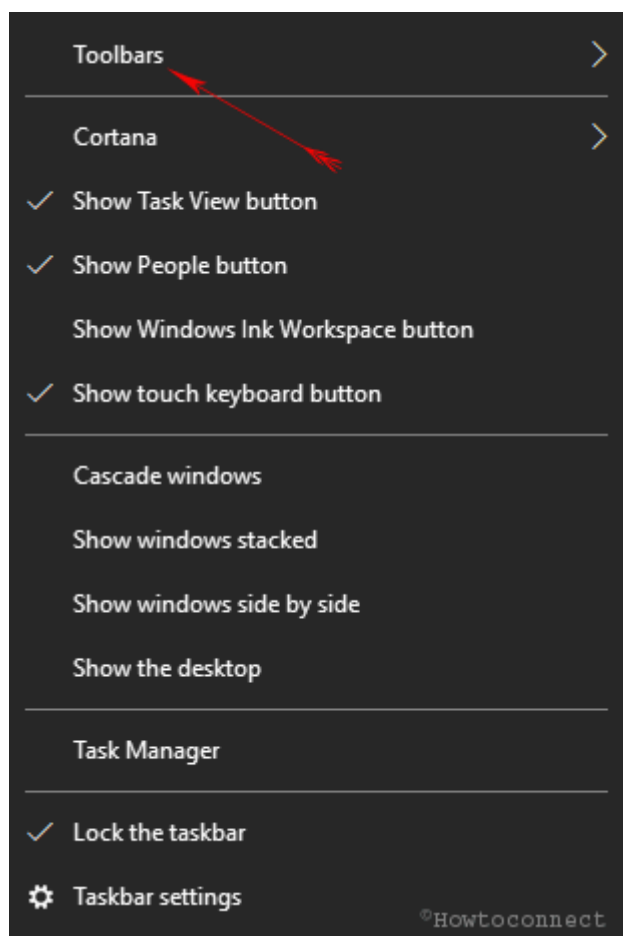 Toolbars
Cortana
Show Task View button
Show People button
Show Windows Ink Workspace button
Show touch keyboard button
Cascade windows
Show windows stacked
Show windows side by side
Show the desktop
Task Manager
Lock the taskbar
Taskbar settings
©Howtoconnect